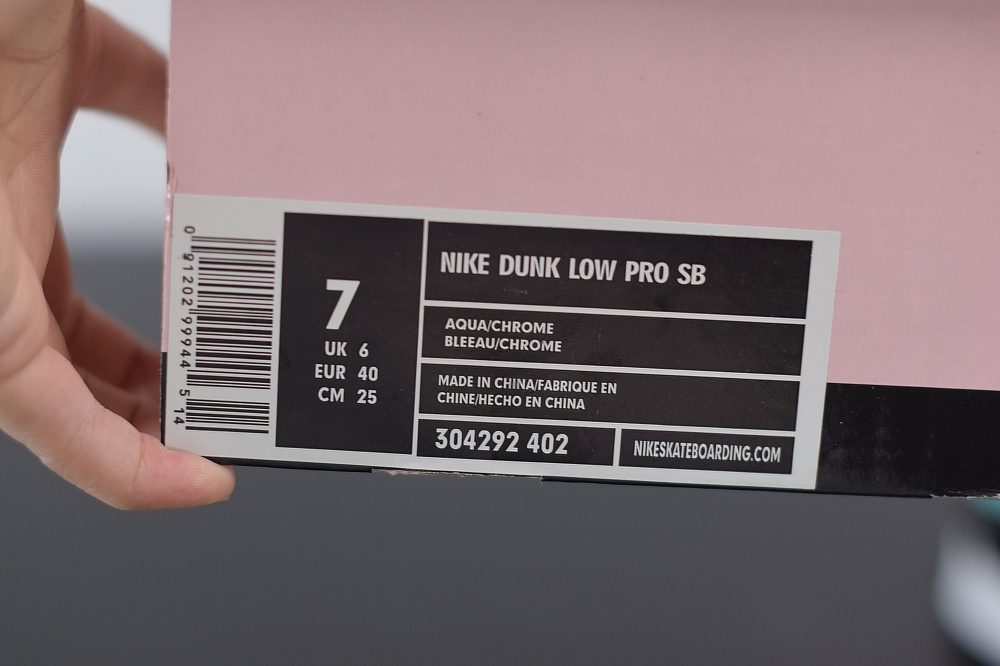 0 91202 99944 5 14
7
UK 6
EUR 40
CM 25
NIKE DUNK LOW PRO SB
AQUA/CHROME
BLEEAU/CHROME
MADE IN CHINA/FABRIQUE EN
CHINE/HECHO EN CHINA
304292 402
NIKESKATEBOARDING.COM